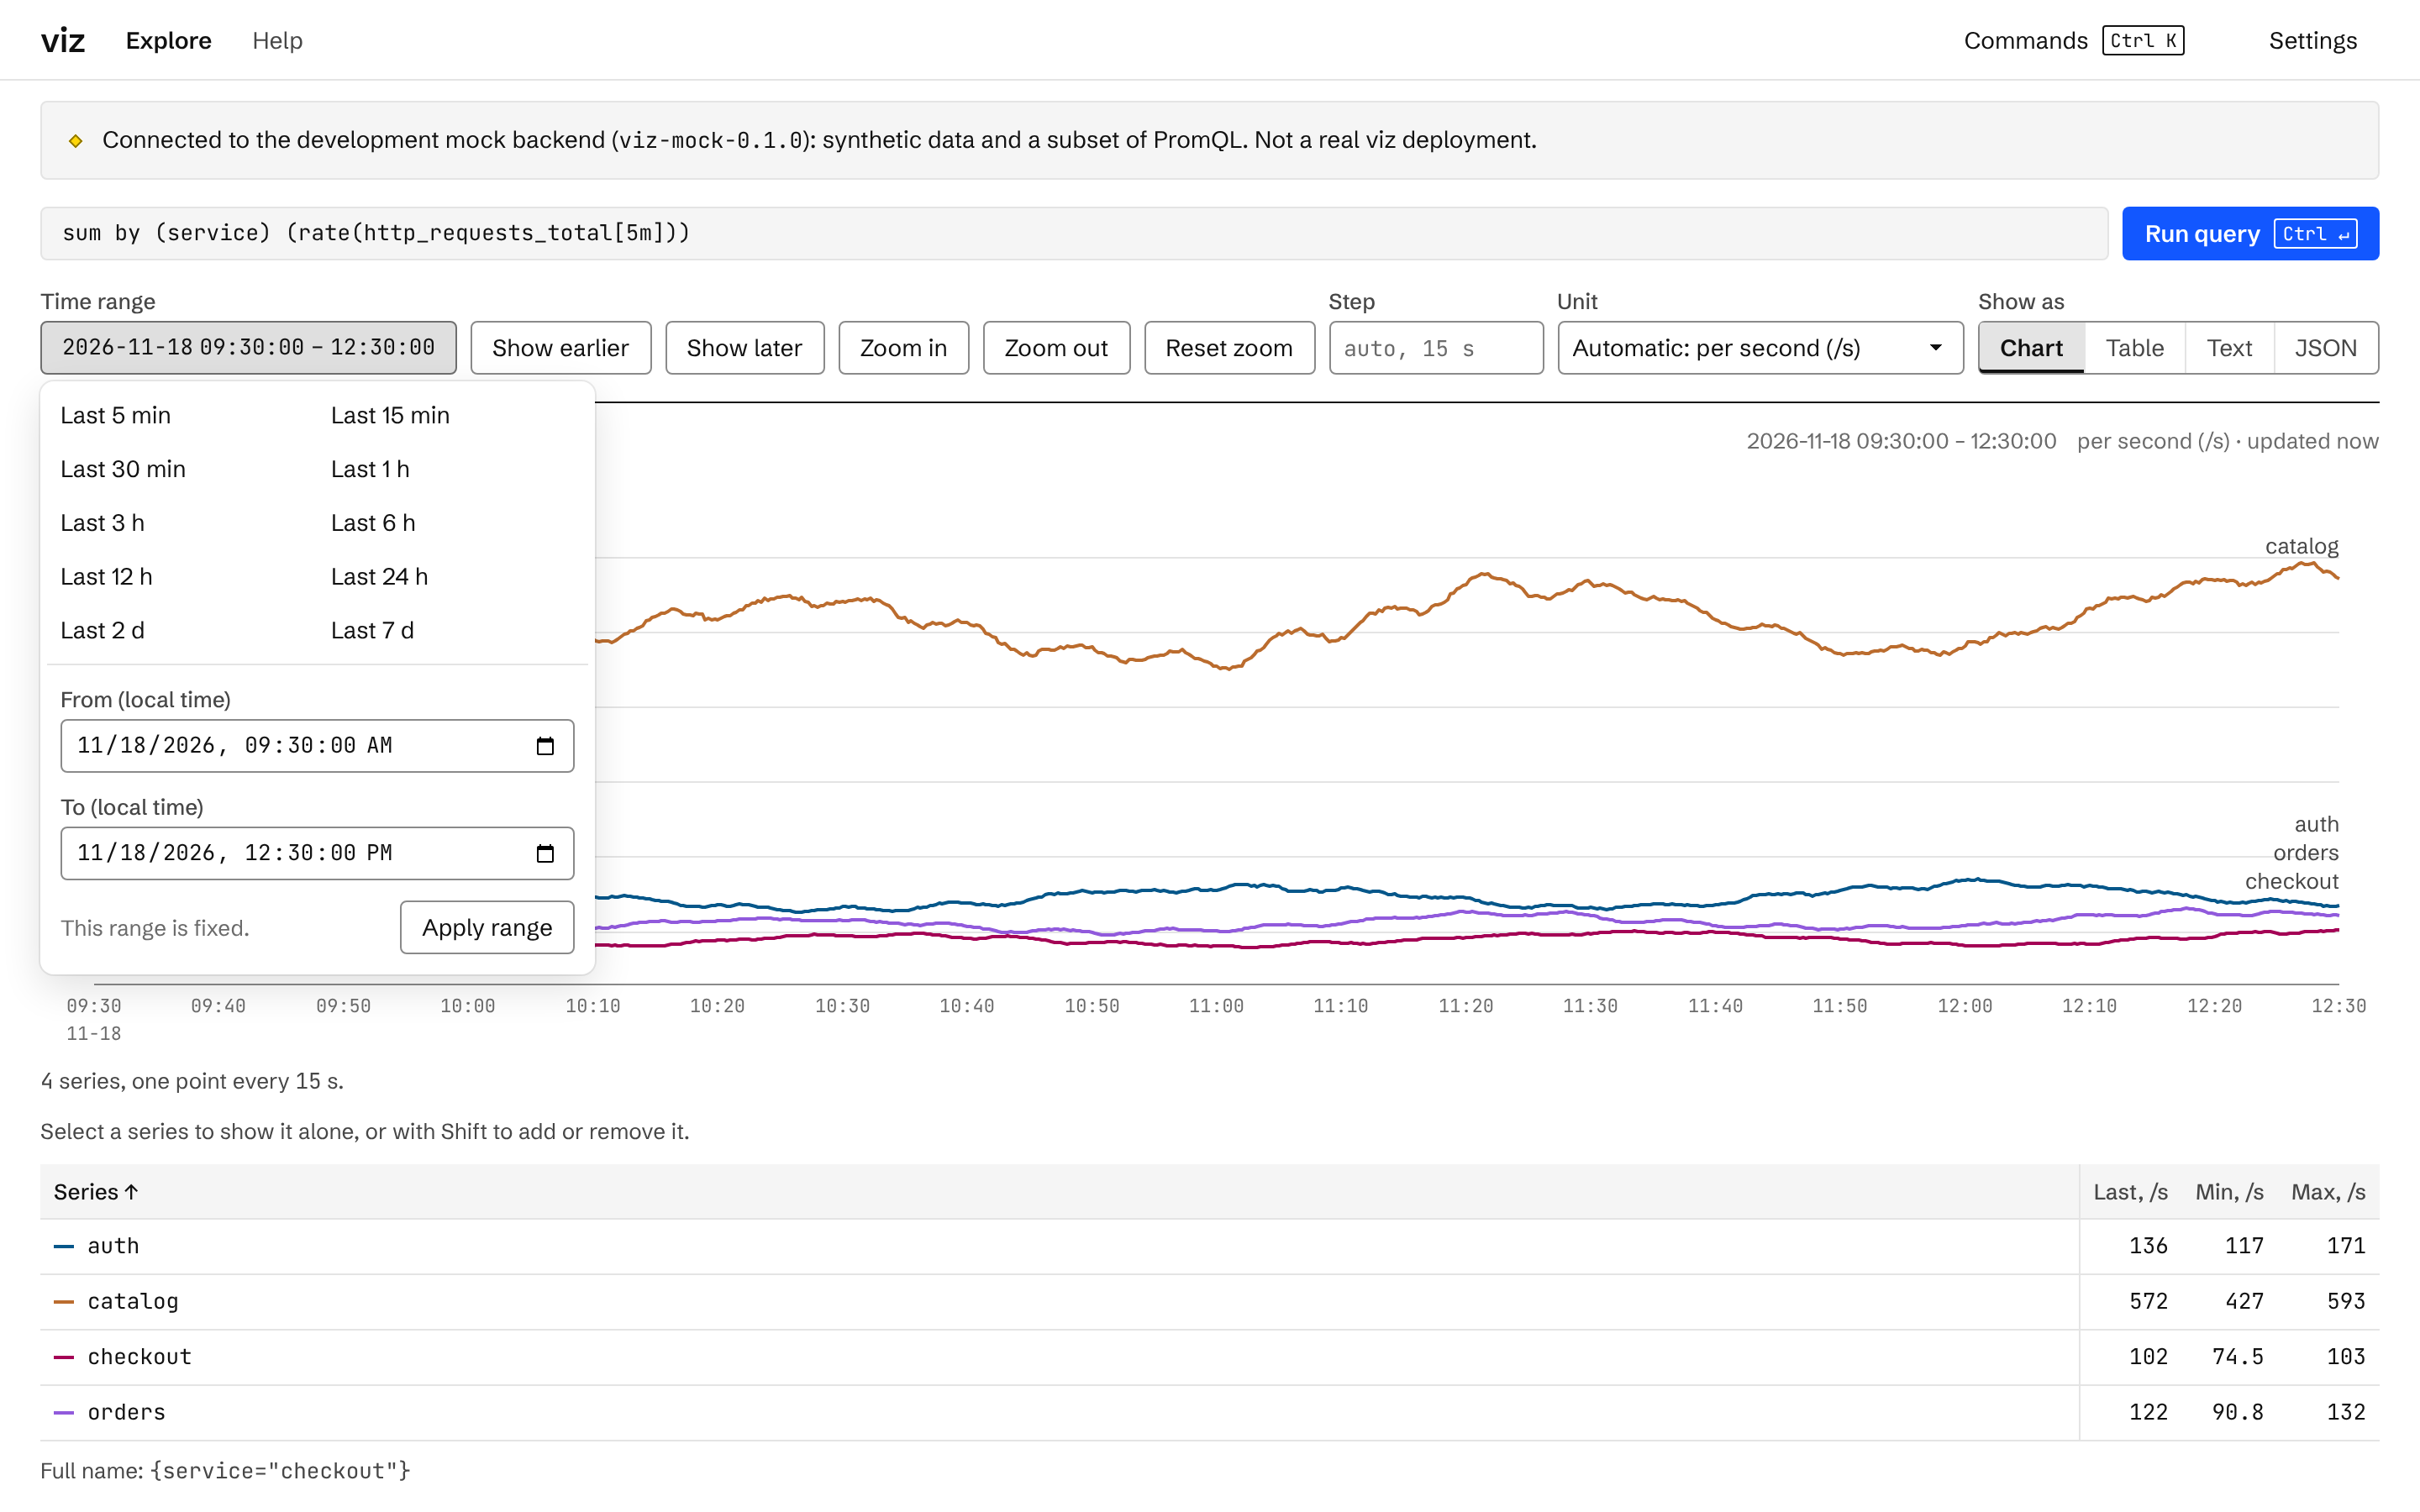 viz Explore Help Commands Ctrl K Settings
Connected to the development mock backend (viz-mock-0.1.0): synthetic data and a subset of PromQL. Not a real viz deployment.
sum by (service) (rate(http_requests_total[5m])) Run query Ctrl ↵
Time range Step Unit Show as
2026-11-18 09:30:00 – 12:30:00 Show earlier Show later Zoom in Zoom out Reset zoom auto, 15 s Automatic: per second (/s) Chart Table Text JSON
Last 5 min Last 15 min
Last 30 min Last 1 h
Last 3 h Last 6 h
Last 12 h Last 24 h
Last 2 d Last 7 d
From (local time)
11/18/2026, 09:30:00 AM
To (local time)
11/18/2026, 12:30:00 PM
This range is fixed. Apply range
2026-11-18 09:30:00 – 12:30:00 per second (/s) · updated now
catalog
auth
orders
checkout
09:30 09:40 09:50 10:00 10:10 10:20 10:30 10:40 10:50 11:00 11:10 11:20 11:30 11:40 11:50 12:00 12:10 12:20 12:30
11-18
4 series, one point every 15 s.
Select a series to show it alone, or with Shift to add or remove it.
Series ↑ Last, /s Min, /s Max, /s
auth 136 117 171
catalog 572 427 593
checkout 102 74.5 103
orders 122 90.8 132
Full name: {service="checkout"}